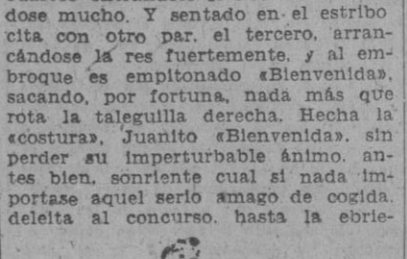 dose mucho. Y sentado en el estribo
cita con otro par, el tercero, arran-
cándose la res fuertemente, y al em-
broque es empitonado «Bienvenida»,
sacando, por fortuna, nada más que
rota la taleguilla derecha. Hecha la
«costura», Juanito «Bienvenida», sin
perder su imperturbable ánimo, an-
tes bien, sonriente cual si nada im-
portase aquel serio amago de cogida,
deleita al concurso, hasta la ebrie-